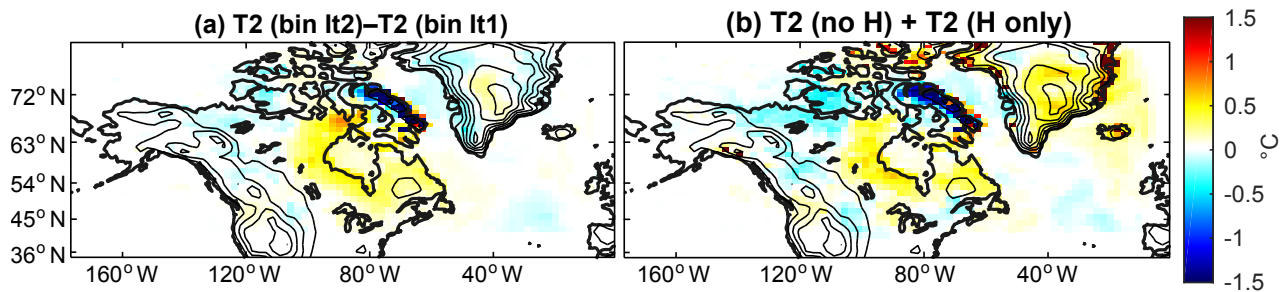 (a) T2 (bin It2)–T2 (bin It1)
(b) T2 (no H) + T2 (H only)
72° N
63° N
54° N
45° N
36° N
160° W
120° W
80° W
40° W
160° W
120° W
80° W
40° W
1.5
1
0.5
0
-0.5
-1
-1.5
°C